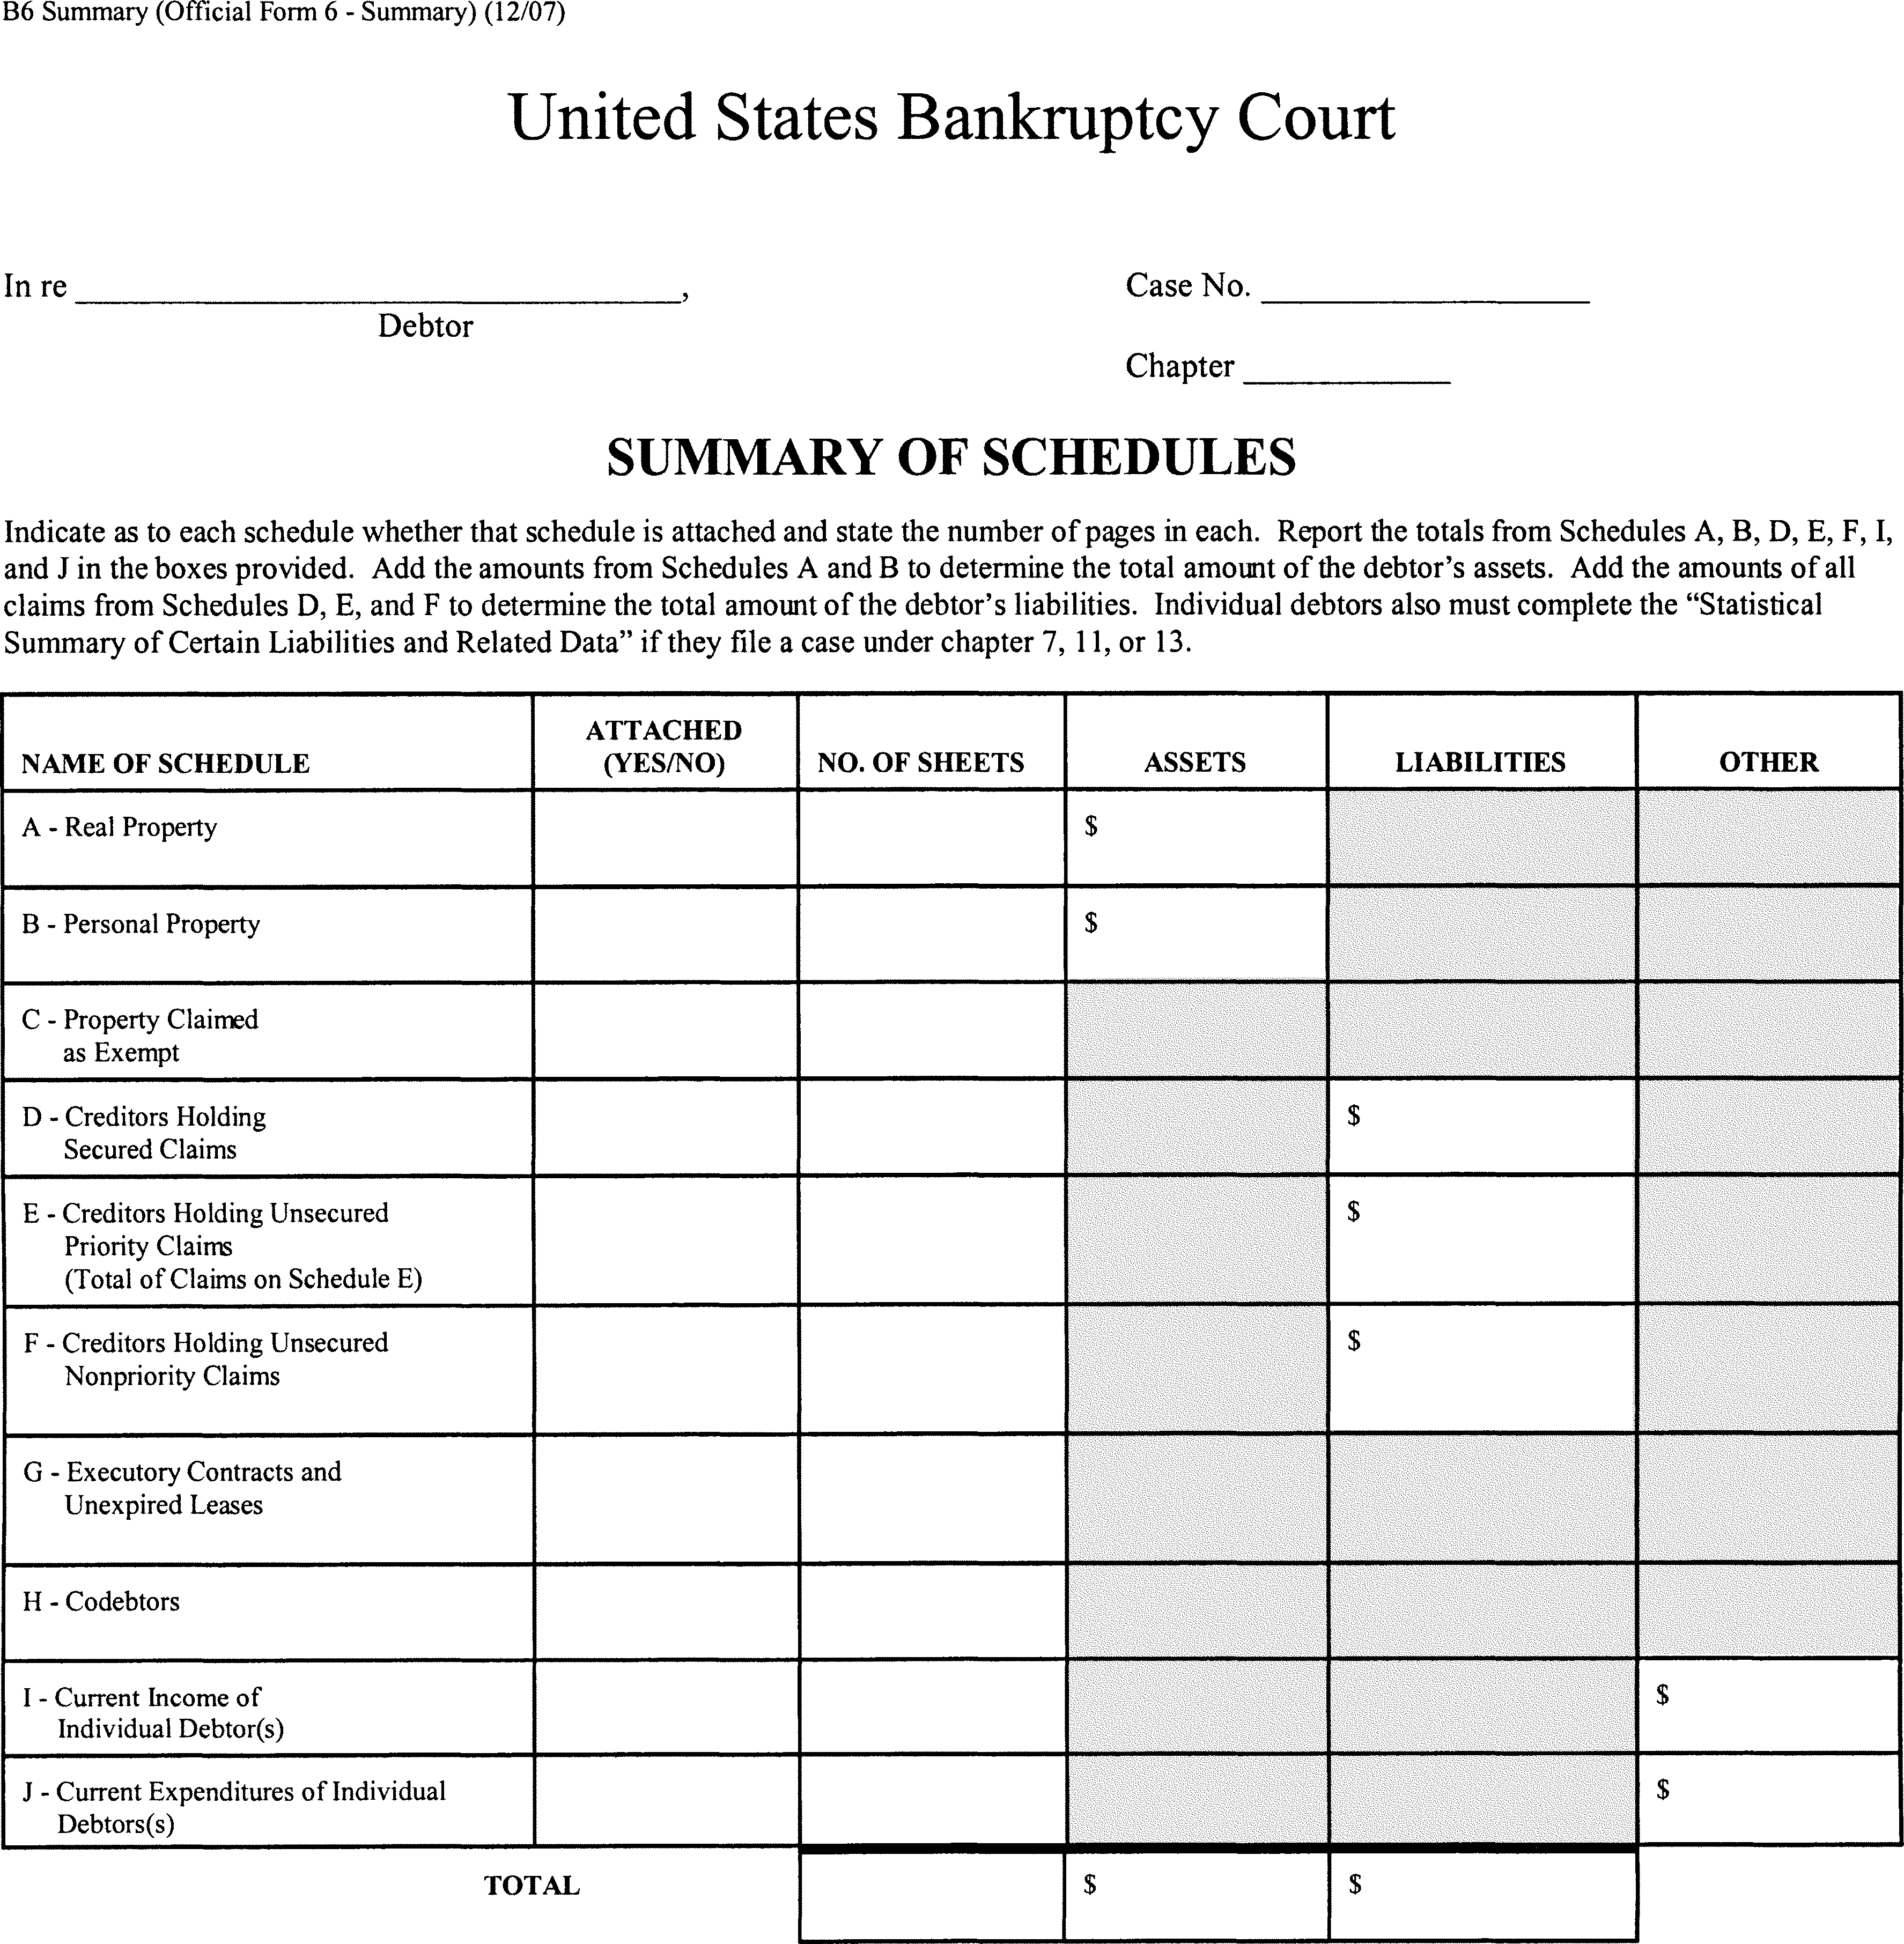 B6 Summary (Official Form 6 - Summary) (12/07)
United States Bankruptcy Court
In re ______________________________,
Debtor
Case No. ________________
Chapter __________
SUMMARY OF SCHEDULES
Indicate as to each schedule whether that schedule is attached and state the number of pages in each. Report the totals from Schedules A, B, D, E, F, I,
and J in the boxes provided. Add the amounts from Schedules A and B to determine the total amount of the debtor’s assets. Add the amounts of all
claims from Schedules D, E, and F to determine the total amount of the debtor’s liabilities. Individual debtors also must complete the “Statistical
Summary of Certain Liabilities and Related Data” if they file a case under chapter 7, 11, or 13.
NAME OF SCHEDULE
ATTACHED
(YES/NO)
NO. OF SHEETS
ASSETS
LIABILITIES
OTHER
A - Real Property
$
B - Personal Property
$
C - Property Claimed
as Exempt
D - Creditors Holding
Secured Claims
$
E - Creditors Holding Unsecured
Priority Claims
(Total of Claims on Schedule E)
$
F - Creditors Holding Unsecured
Nonpriority Claims
$
G - Executory Contracts and
Unexpired Leases
H - Codebtors
I - Current Income of
Individual Debtor(s)
$
J - Current Expenditures of Individual
Debtors(s)
$
TOTAL
$
$